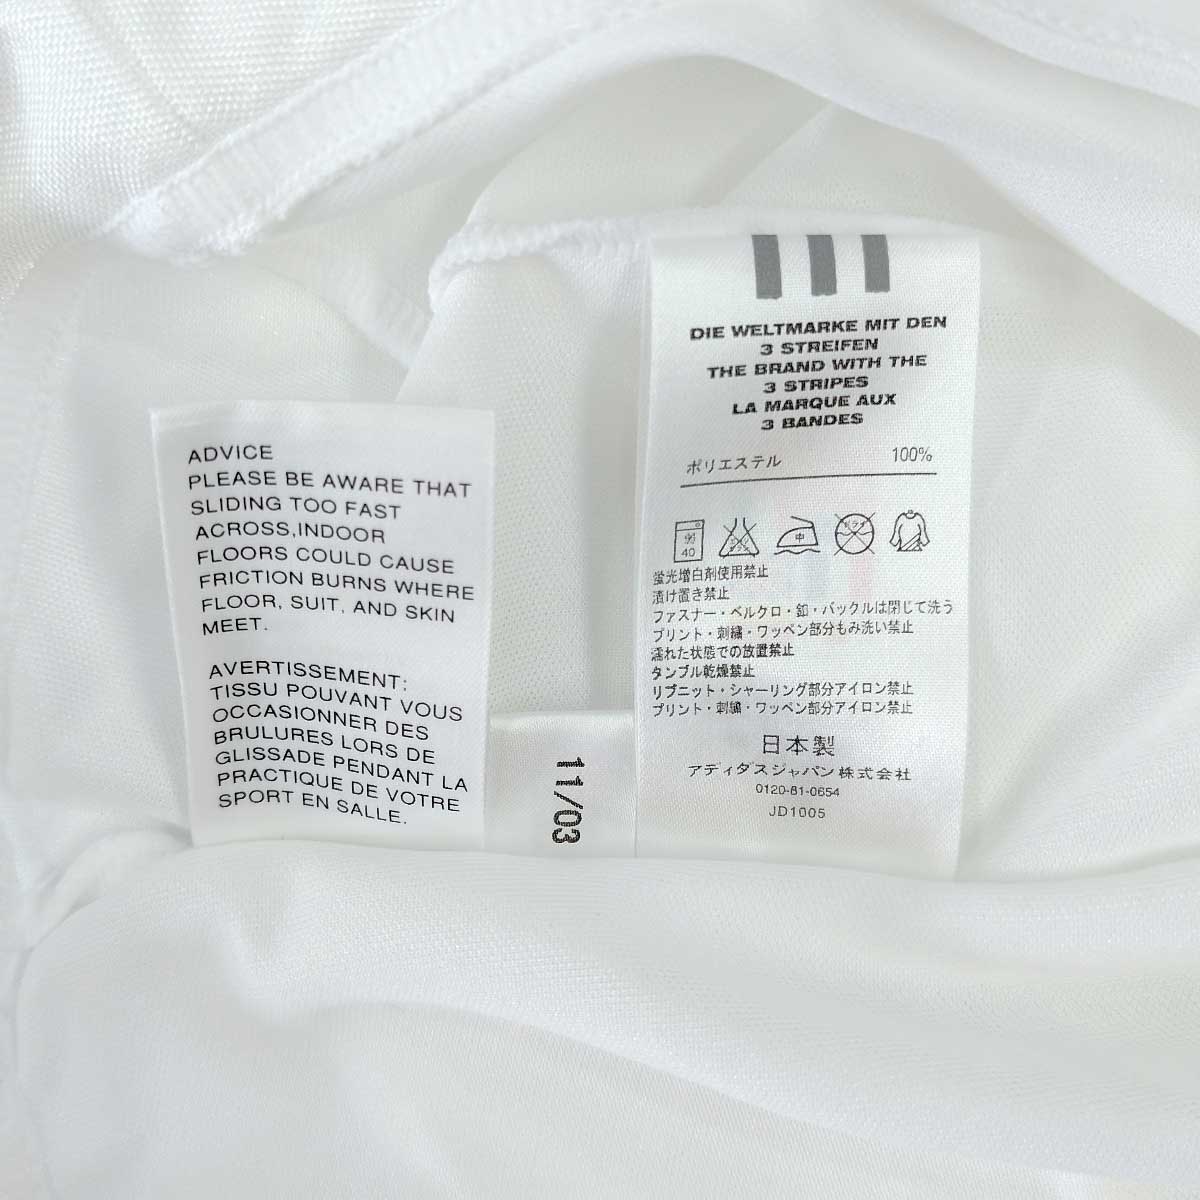 ADVICE
PLEASE BE AWARE THAT
SLIDING TOO FAST
ACROSS,INDOOR
FLOORS COULD CAUSE
FRICTION BURNS WHERE
FLOOR, SUIT, AND SKIN
MEET.
AVERTISSEMENT:
TISSU POUVANT VOUS
OCCASIONNER DES
BRULURES LORS DE
GLISSADE PENDANT LA
PRACTIQUE DE VOTRE
SPORT EN SALLE.
11/03
DIE WELTMARKE MIT DEN
3 STREIFEN
THE BRAND WITH THE
3 STRIPES
LA MARQUE AUX
3 BANDES
ポリエステル 100%
40 中
蛍光増白剤使用禁止
漬け置き禁止
ファスナー・ベルクロ・釦・バックルは閉じて洗う
プリント・刺繍・ワッペン部分もみ洗い禁止
濡れた状態での放置禁止
タンブル乾燥禁止
リブニット・シャーリング部分アイロン禁止
プリント・刺繍・ワッペン部分アイロン禁止
日本製
アディダスジャパン株式会社
0120-81-0654
JD1005